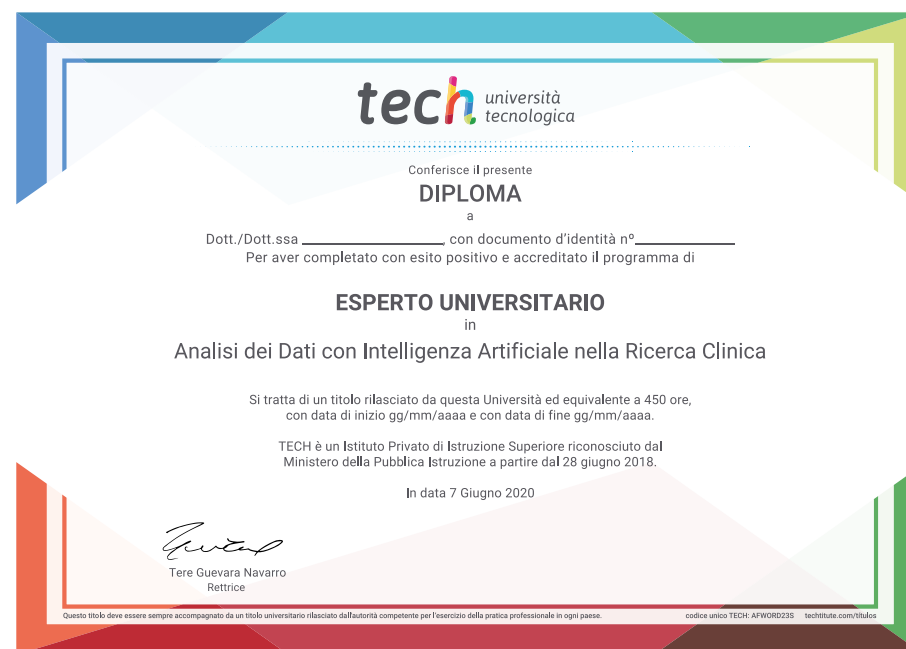 tech università
tecnologica
Conferisce il presente
DIPLOMA
a
Dott./Dott.ssa ____________________, con documento d'identità nº______________
Per aver completato con esito positivo e accreditato il programma di
ESPERTO UNIVERSITARIO
in
Analisi dei Dati con Intelligenza Artificiale nella Ricerca Clinica
Si tratta di un titolo rilasciato da questa Università ed equivalente a 450 ore,
con data di inizio gg/mm/aaaa e con data di fine gg/mm/aaaa.
TECH è un Istituto Privato di Istruzione Superiore riconosciuto dal
Ministero della Pubblica Istruzione a partire dal 28 giugno 2018.
In data 7 Giugno 2020
Tere Guevara Navarro
Rettrice
Questo titolo deve essere sempre accompagnato da un titolo universitario rilasciato dall'autorità competente per l'esercizio della pratica professionale in ogni paese. codice unico TECH: AFWORD23S techtitute.com/titulos